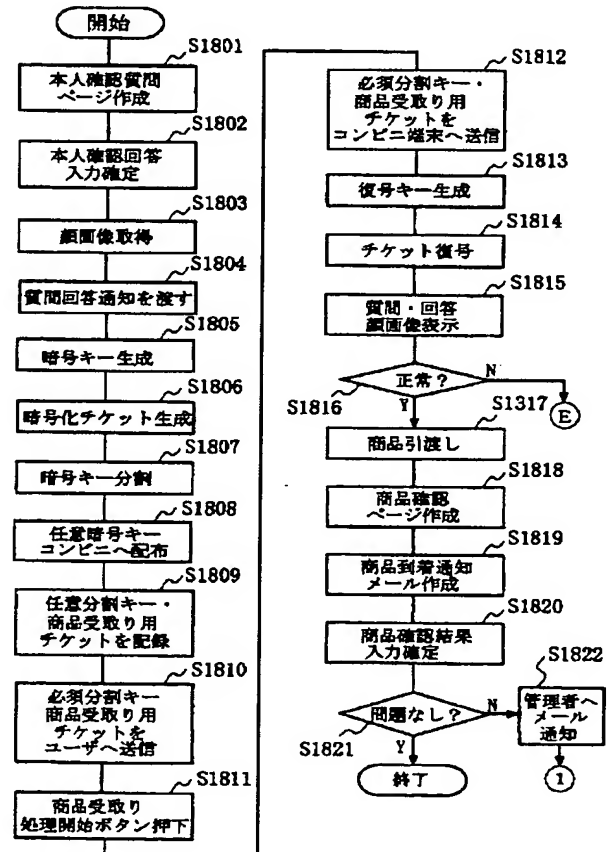 開始
S1801
本人確認質問
ページ作成
S1802
本人確認回答
入力確定
S1803
顔画像取得
S1804
質問回答通知を渡す
S1805
暗号キー生成
S1806
暗号化チケット生成
S1807
暗号キー分割
S1808
任意暗号キー
コンビニへ配布
S1809
任意分割キー・
商品受取り用
チケットを記録
S1810
必須分割キー
商品受取り用
チケットを
ユーザへ送信
S1811
商品受取り
処理開始ボタン押下
S1812
必須分割キー・
商品受取り用
チケットを
コンビニ端末へ送信
S1813
復号キー生成
S1814
チケット復号
S1815
質問・回答
顔画像表示
正常？
N
S1816
Y
E
S1317
商品引渡し
S1818
商品確認
ページ作成
S1819
商品到着通知
メール作成
S1820
商品確認結果
入力確定
S1822
問題なし？
N
管理者へ
メール
通知
S1821
Y
1
終了